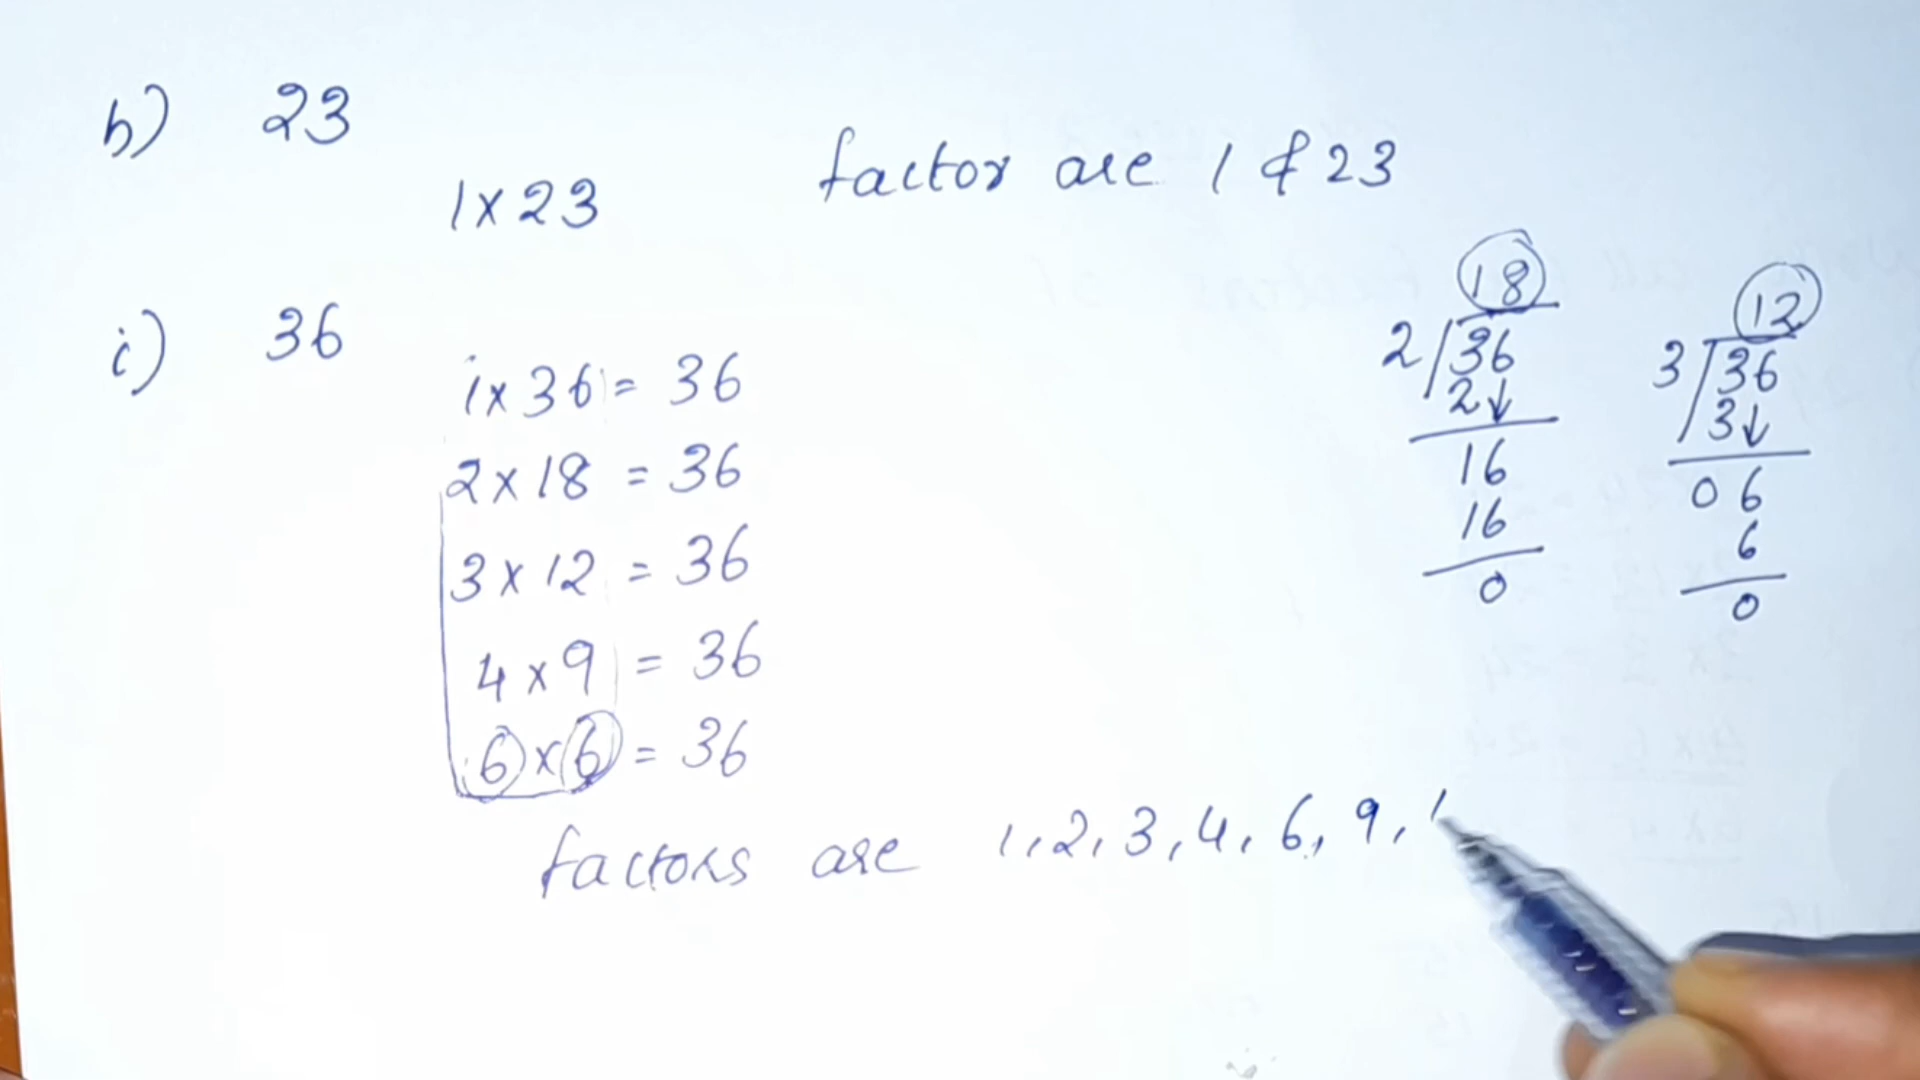 h) 23
1 x 23
factor are 1 & 23
i) 36
1 x 36 = 36
2 x 18 = 36
3 x 12 = 36
4 x 9 = 36
6 x 6 = 36
factors are 1, 2, 3, 4, 6, 9, 1
18
2 36
2↓
16
16
0
12
3 36
3↓
06
6
0